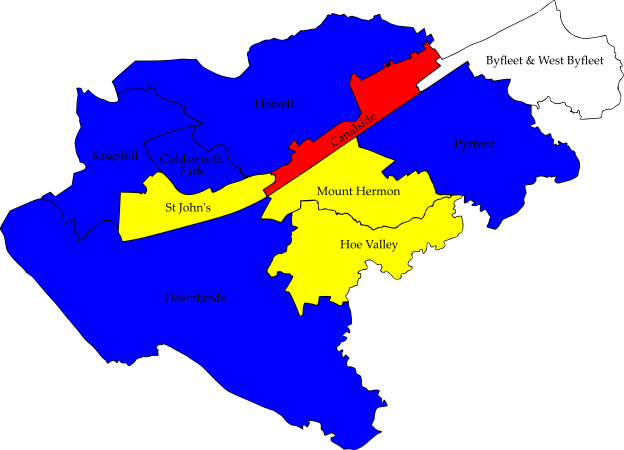 Byfleet & West Byfleet
Horsell
Canalside
Pyrford
Knaphill
Goldsworth
Park
Mount Hermon
St John's
Hoe Valley
Heathlands